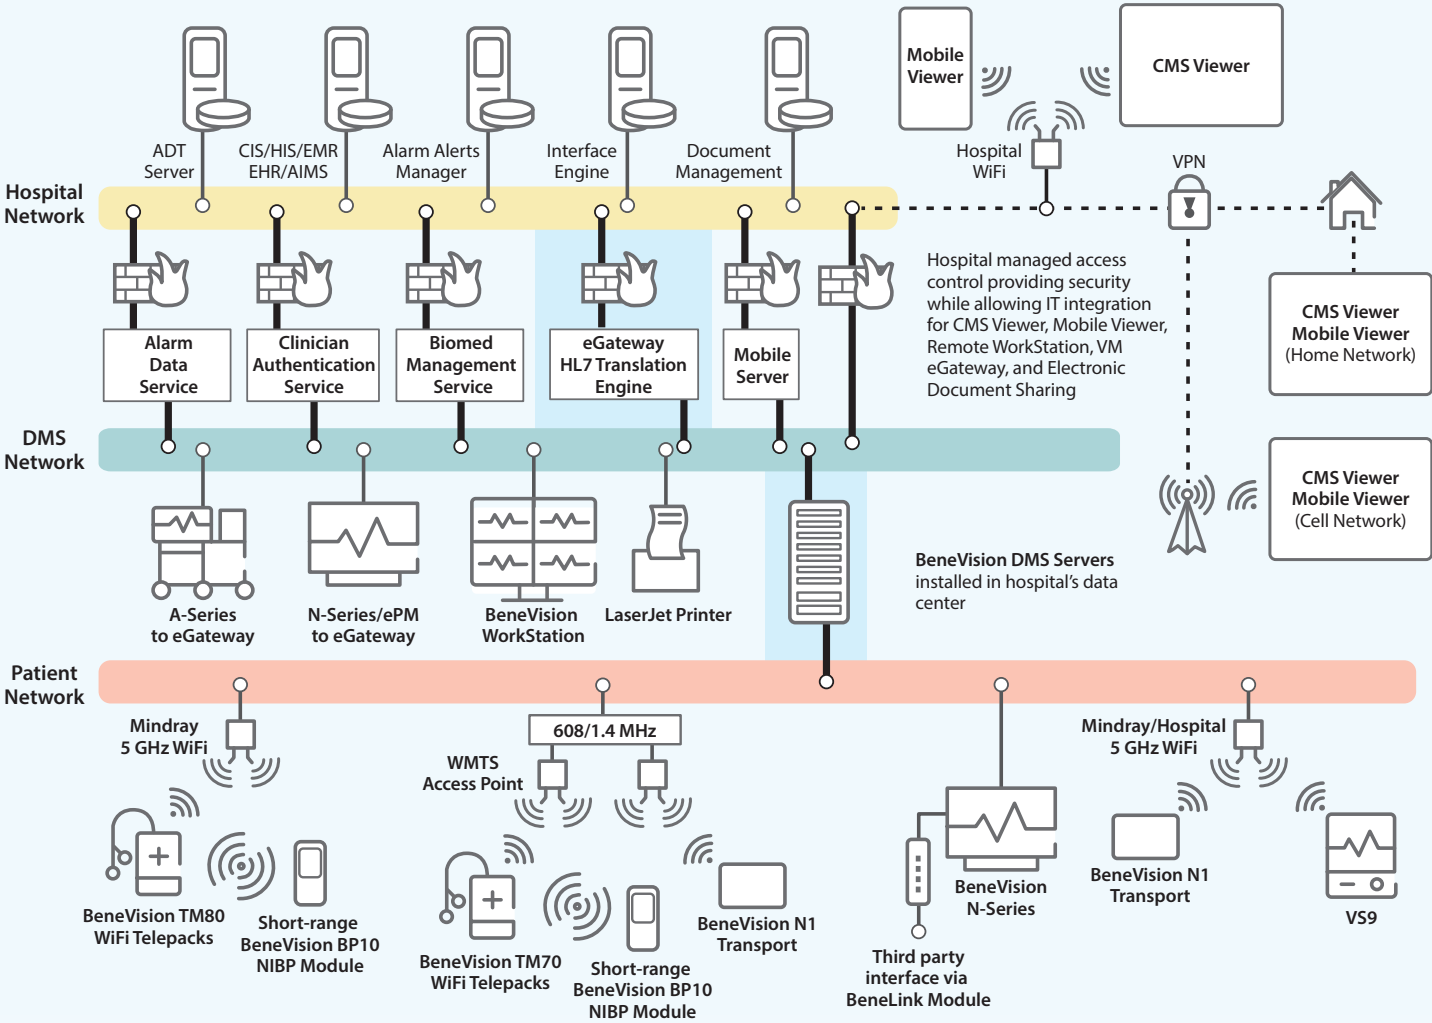 Mobile
Viewer
CMS Viewer
ADT
Server
CIS/HIS/EMR
EHR/AIMS
Alarm Alerts
Manager
Interface
Engine
Document
Management
Hospital
WiFi
VPN
Hospital
Network
Hospital managed access
control providing security
while allowing IT integration
for CMS Viewer, Mobile Viewer,
Remote WorkStation, VM
eGateway, and Electronic
Document Sharing
CMS Viewer
Mobile Viewer
(Home Network)
Alarm
Data
Service
Clinician
Authentication
Service
Biomed
Management
Service
eGateway
HL7 Translation
Engine
Mobile
Server
DMS
Network
CMS Viewer
Mobile Viewer
(Cell Network)
A-Series
to eGateway
N-Series/ePM
to eGateway
BeneVision
WorkStation
LaserJet Printer
BeneVision DMS Servers
installed in hospital's data
center
Patient
Network
Mindray
5 GHz WiFi
608/1.4 MHz
WMTS
Access Point
Mindray/Hospital
5 GHz WiFi
BeneVision TM80
WiFi Telepacks
Short-range
BeneVision BP10
NIBP Module
BeneVision TM70
WiFi Telepacks
Short-range
BeneVision BP10
NIBP Module
BeneVision N1
Transport
BeneVision
N-Series
Third party
interface via
BeneLink Module
BeneVision N1
Transport
VS9